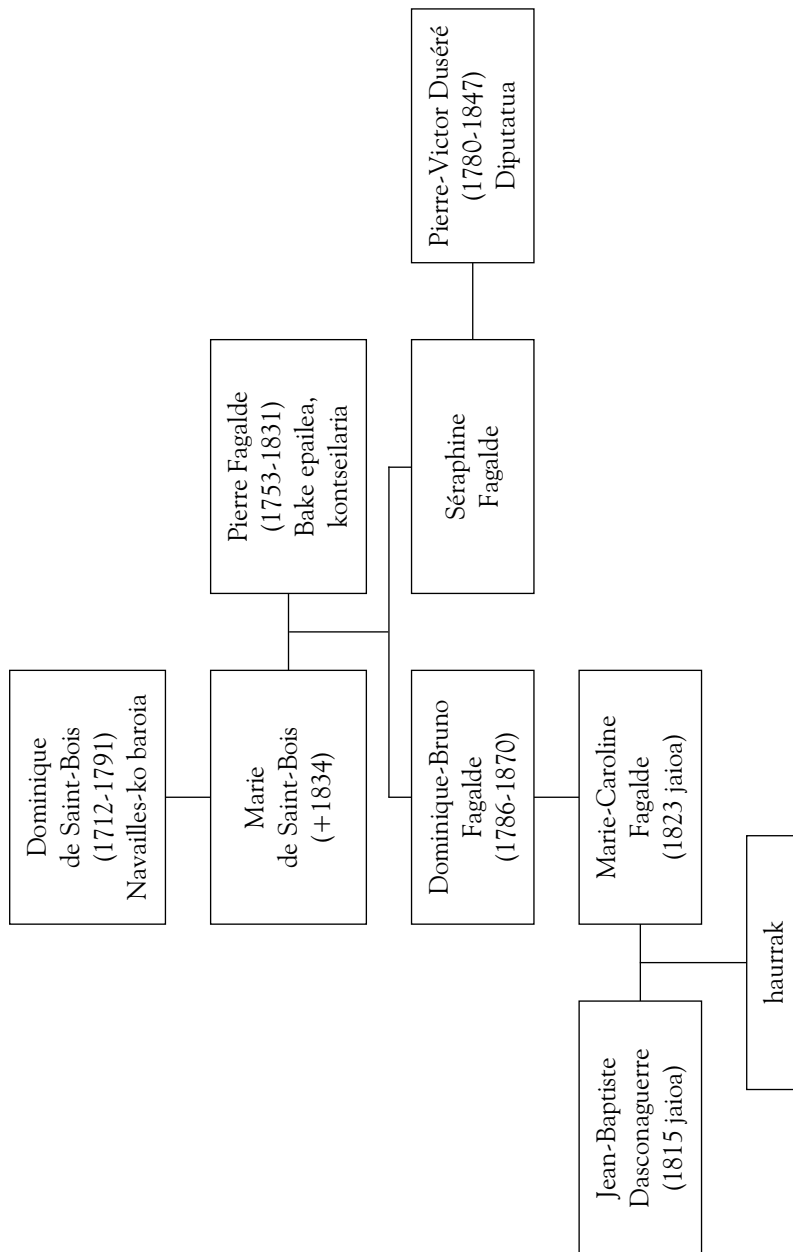 Dominique
de Saint-Bois
(1712-1791)
Navailles-ko baroia
Marie
de Saint-Bois
(+1834)
Pierre Fagalde
(1753-1831)
Bake epailea,
kontseilaria
Dominique-Bruno
Fagalde
(1786-1870)
Séraphine
Fagalde
Pierre-Victor Duséré
(1780-1847)
Diputatua
Jean-Baptiste
Dasconaguerre
(1815 jaioa)
Marie-Caroline
Fagalde
(1823 jaioa)
haurrak